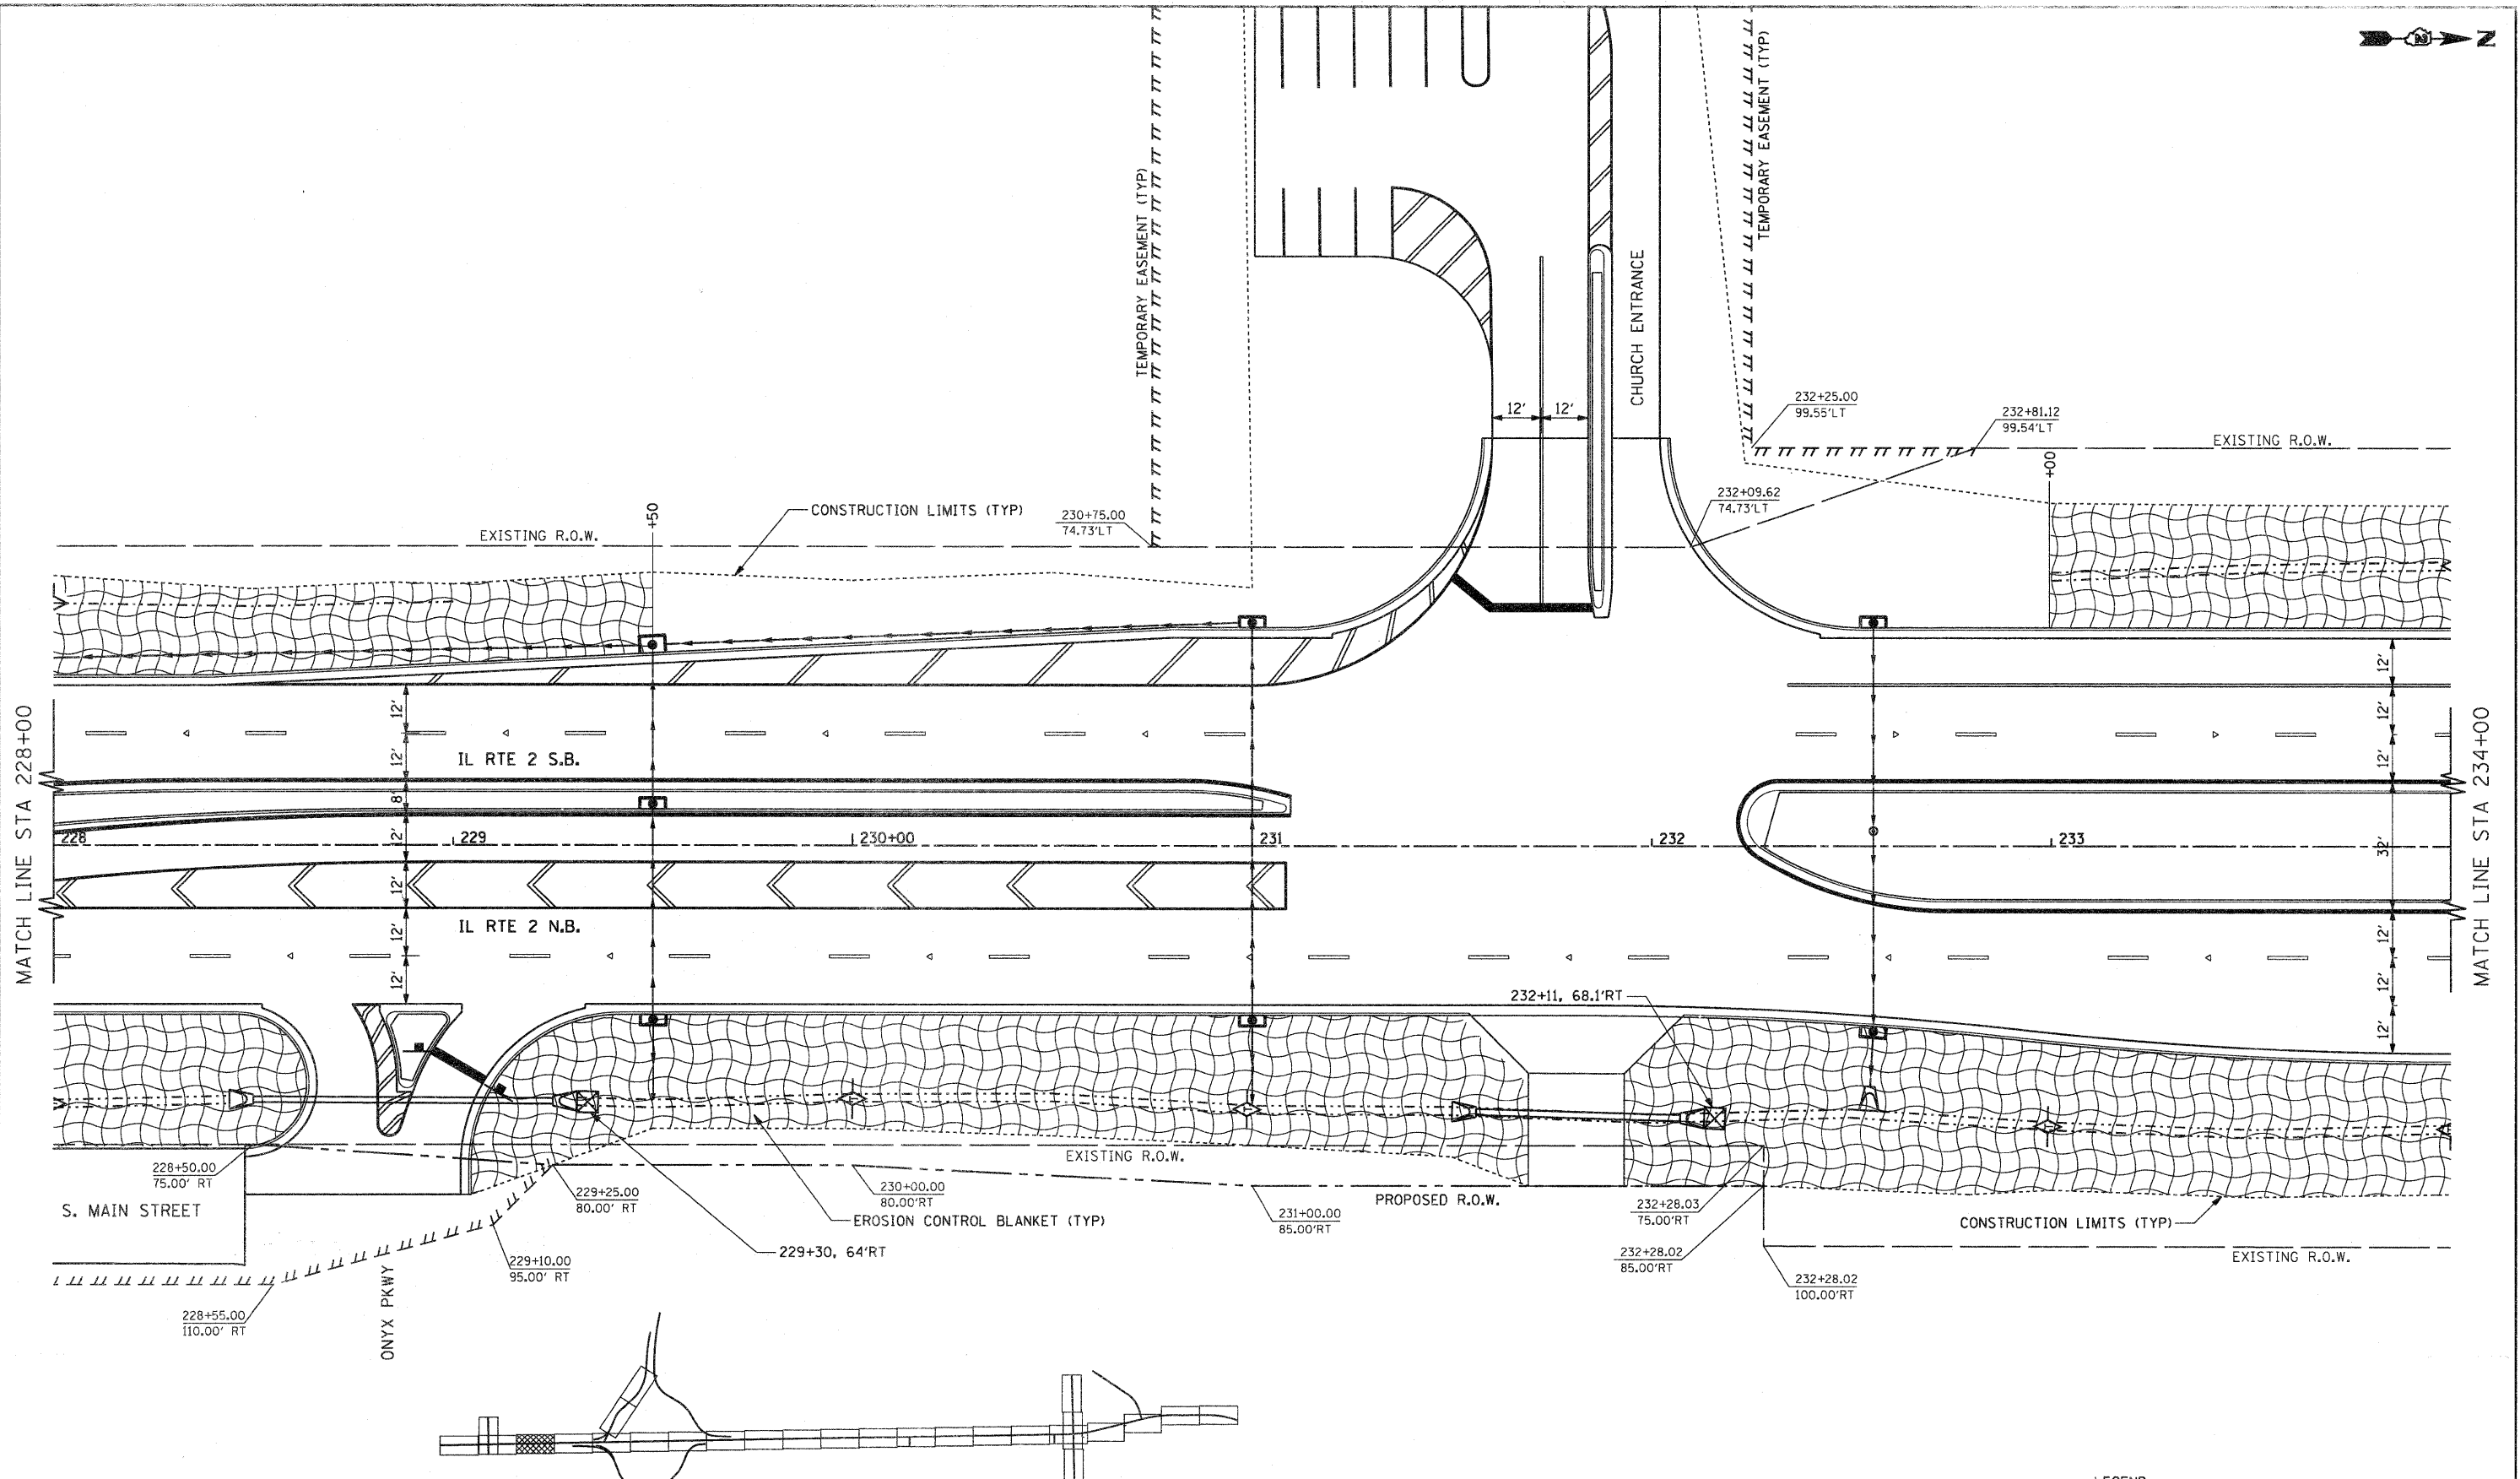 N
TEMPORARY EASEMENT (TYP)
TEMPORARY EASEMENT (TYP)
CHURCH ENTRANCE
12'
12'
232+25.00
99.55'LT
232+81.12
99.54'LT
EXISTING R.O.W.
+00
+50
CONSTRUCTION LIMITS (TYP)
230+75.00
74.73'LT
232+09.62
74.73'LT
EXISTING R.O.W.
MATCH LINE STA 228+00
12'
12'
IL RTE 2 S.B.
8'
228
12'
229
230+00
231
232
233
12'
IL RTE 2 N.B.
12'
12'
12'
12'
12'
32'
12'
12'
12'
MATCH LINE STA 234+00
232+11, 68.1'RT
228+50.00
75.00' RT
S. MAIN STREET
EXISTING R.O.W.
229+25.00
80.00' RT
230+00.00
80.00'RT
PROPOSED R.O.W.
231+00.00
85.00'RT
232+28.03
75.00'RT
EROSION CONTROL BLANKET (TYP)
CONSTRUCTION LIMITS (TYP)
229+30, 64'RT
229+10.00
95.00' RT
232+28.02
85.00'RT
EXISTING R.O.W.
232+28.02
100.00'RT
228+55.00
110.00' RT
ONYX PKWY
LEGEND